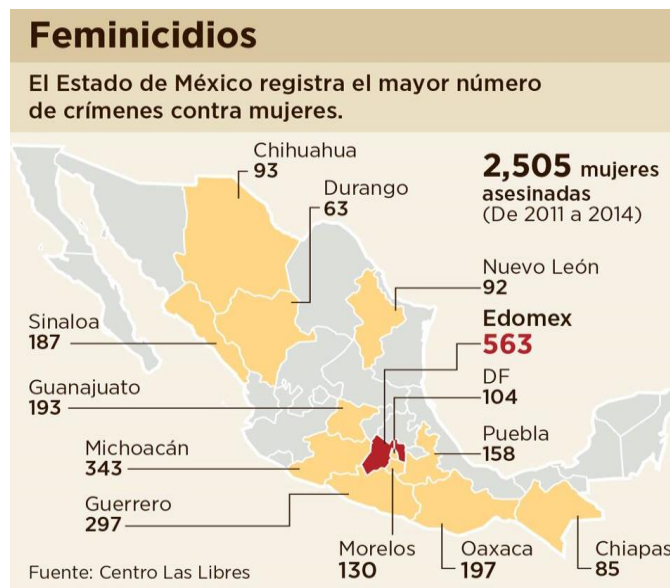 Feminicidios
El Estado de México registra el mayor número
de crímenes contra mujeres.
Chihuahua
93
Durango
63
2,505 mujeres
asesinadas
(De 2011 a 2014)
Nuevo León
92
Sinaloa
187
Edomex
563
Guanajuato
193
DF
104
Michoacán
343
Puebla
158
Guerrero
297
Morelos
130
Oaxaca
197
Chiapas
85
Fuente: Centro Las Libres